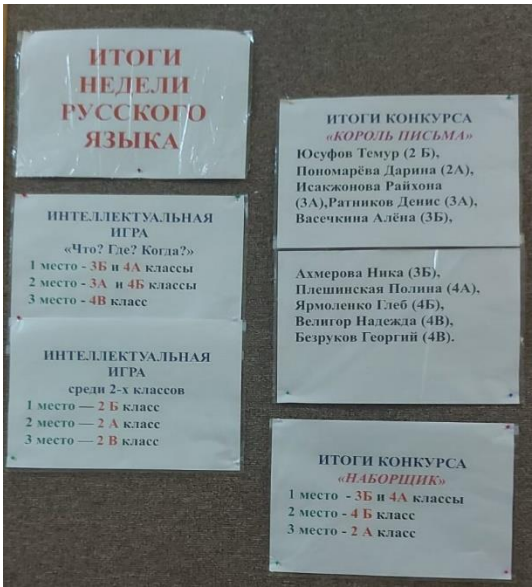 ИТОГИ
НЕДЕЛИ
РУССКОГО
ЯЗЫКА
ИНТЕЛЛЕКТУАЛЬНАЯ
ИГРА
«Что? Где? Когда?»
1 место - 3Б и 4А классы
2 место - 3А и 4Б классы
3 место - 4В класс
ИНТЕЛЛЕКТУАЛЬНАЯ
ИГРА
среди 2-х классов
1 место — 2 Б класс
2 место — 2 А класс
3 место — 2 В класс
ИТОГИ КОНКУРСА
«КОРОЛЬ ПИСЬМА»
Юсуфов Темур (2 Б),
Пономарёва Дарина (2А),
Исакжонова Райхона
(3А),Ратников Денис (3А),
Васечкина Алёна (3Б),
Ахмерова Ника (3Б),
Плешинская Полина (4А),
Ярмоленко Глеб (4Б),
Велигор Надежда (4В),
Безруков Георгий (4В).
ИТОГИ КОНКУРСА
«НАБОРЩИК»
1 место - 3Б и 4А классы
2 место - 4 Б класс
3 место - 2 А класс